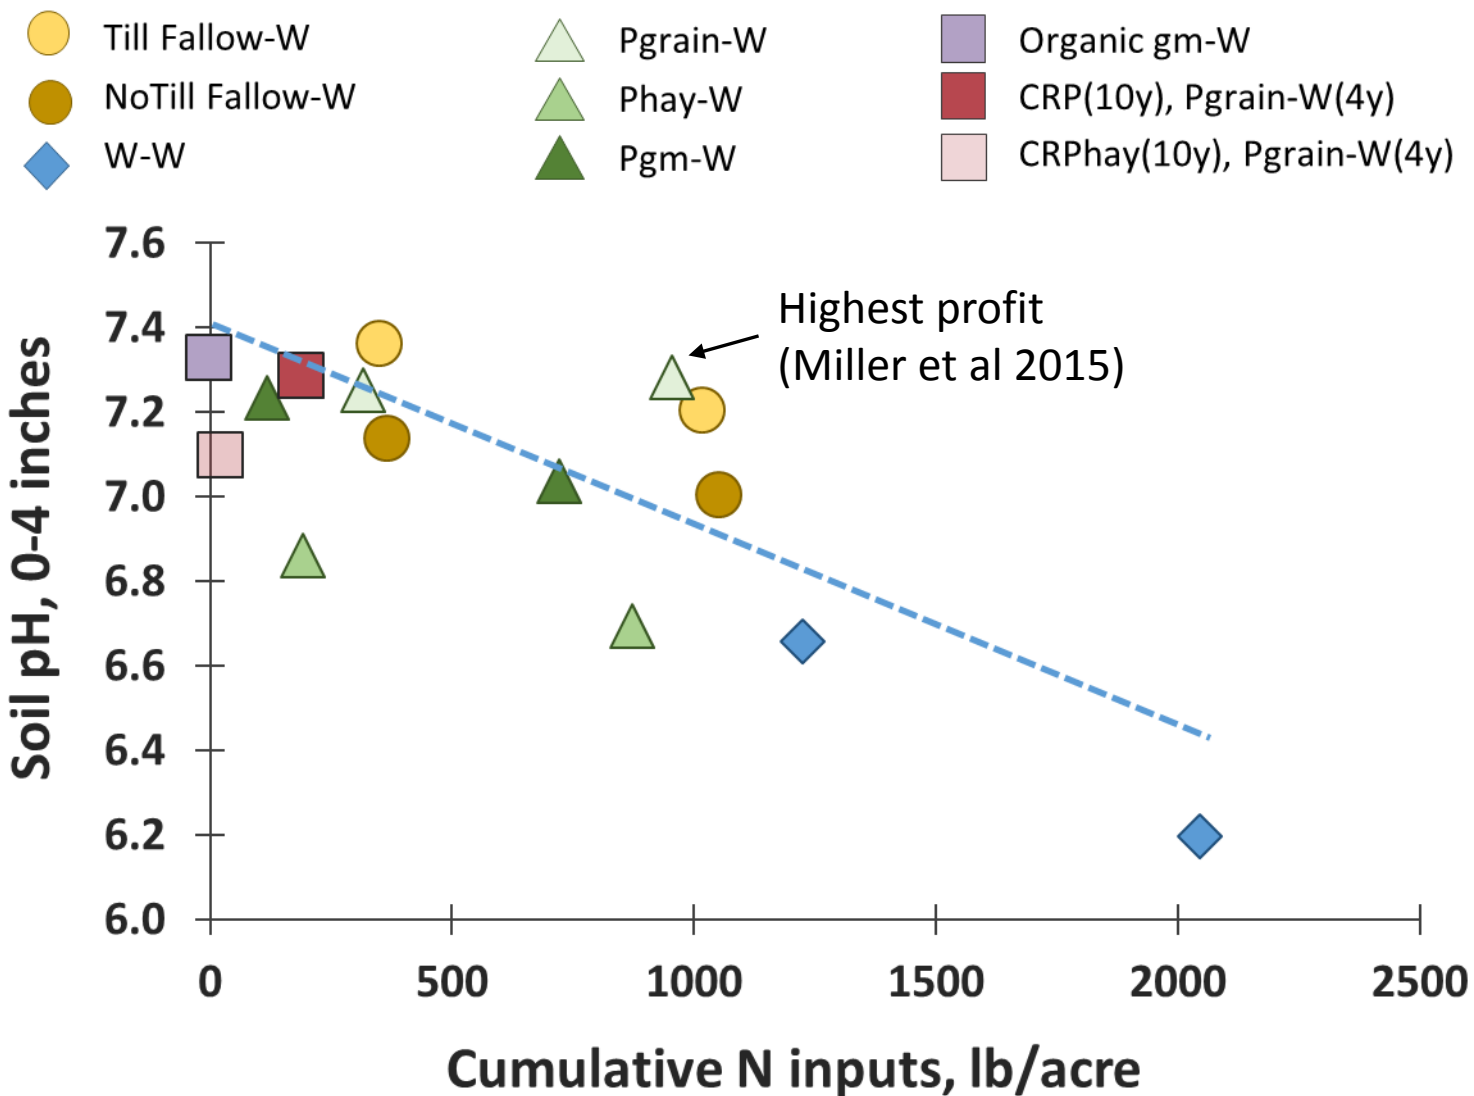 Till Fallow-W
NoTill Fallow-W
W-W
Pgrain-W
Phay-W
Pgm-W
Organic gm-W
CRP(10y), Pgrain-W(4y)
CRPhay(10y), Pgrain-W(4y)
Highest profit
(Miller et al 2015)
Soil pH, 0-4 inches
7.6
7.4
7.2
7.0
6.8
6.6
6.4
6.2
6.0
0 500 1000 1500 2000 2500
Cumulative N inputs, lb/acre